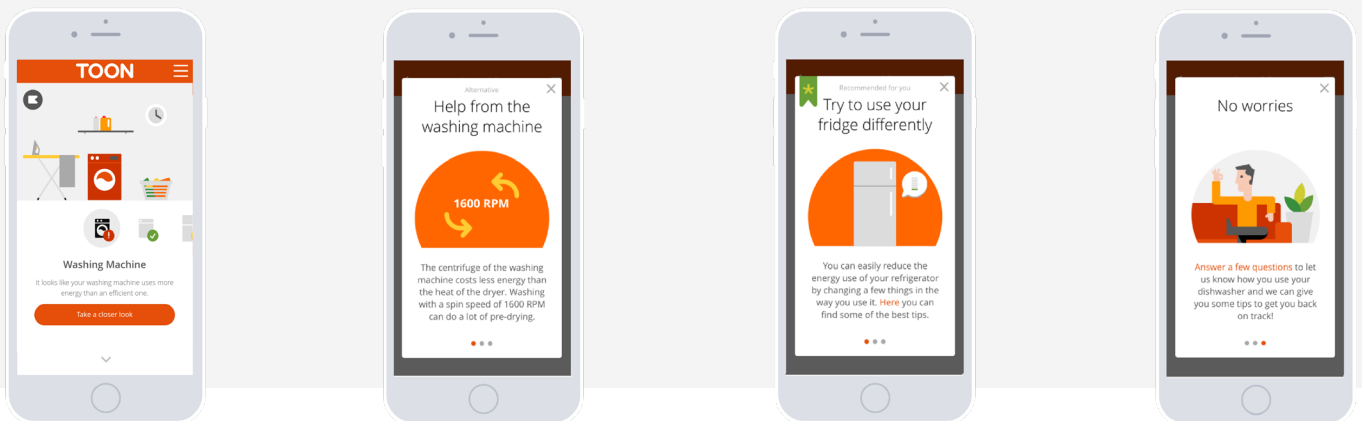 TOON
Washing Machine
It looks like your washing machine uses more
energy than an efficient one.
Take a closer look
Alternative
Help from the
washing machine
1600 RPM
The centrifuge of the washing
machine costs less energy than
the heat of the dryer. Washing
with a spin speed of 1600 RPM
can do a lot of pre-drying.
Recommended for you
Try to use your
fridge differently
You can easily reduce the
energy use of your refrigerator
by changing a few things in the
way you use it. Here you can
find some of the best tips.
No worries
Answer a few questions to let
us know how you use your
dishwasher and we can give
you some tips to get you back
on track!